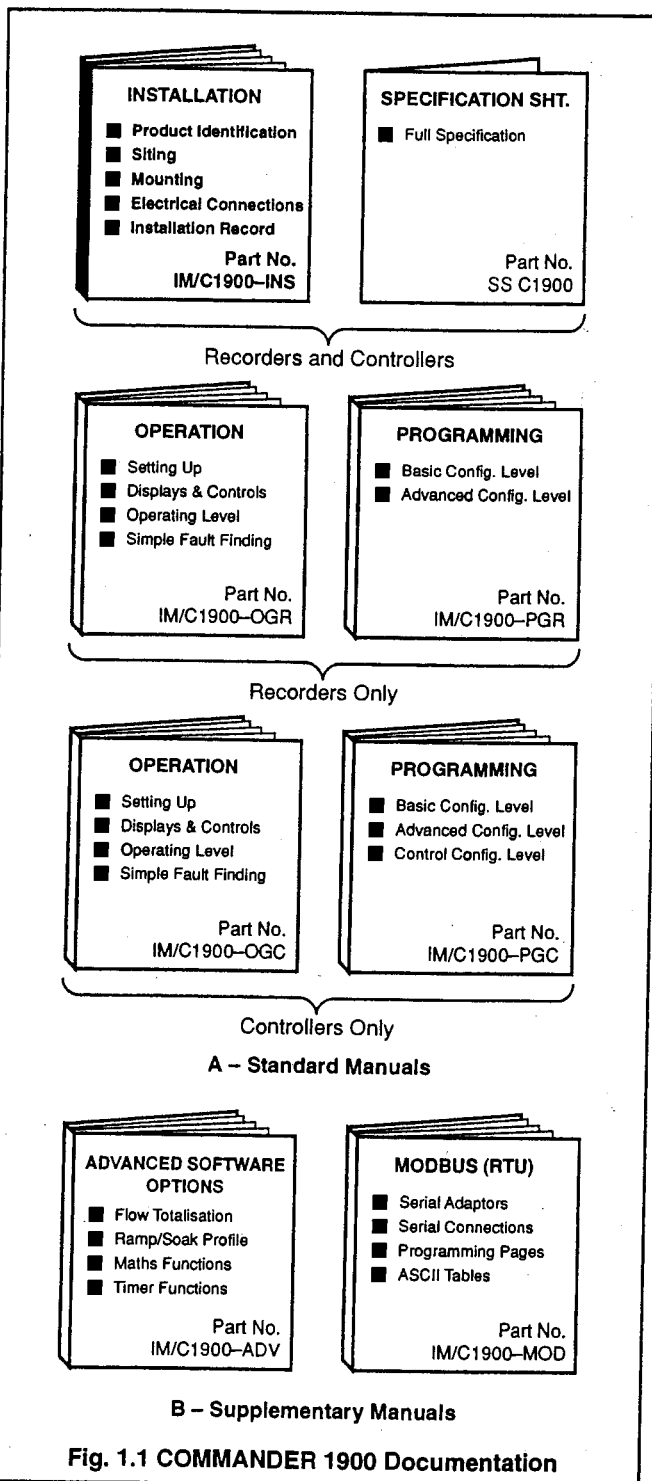 INSTALLATION
■ Product Identification
■ Siting
■ Mounting
■ Electrical Connections
■ Installation Record
Part No.
IM/C1900–INS
SPECIFICATION SHT.
■ Full Specification
Part No.
SS C1900
Recorders and Controllers
OPERATION
■ Setting Up
■ Displays & Controls
■ Operating Level
■ Simple Fault Finding
Part No.
IM/C1900–OGR
PROGRAMMING
■ Basic Config. Level
■ Advanced Config. Level
Part No.
IM/C1900–PGR
Recorders Only
OPERATION
■ Setting Up
■ Displays & Controls
■ Operating Level
■ Simple Fault Finding
Part No.
IM/C1900–OGC
PROGRAMMING
■ Basic Config. Level
■ Advanced Config. Level
■ Control Config. Level
Part No.
IM/C1900–PGC
Controllers Only
A – Standard Manuals
ADVANCED SOFTWARE
OPTIONS
■ Flow Totalisation
■ Ramp/Soak Profile
■ Maths Functions
■ Timer Functions
Part No.
IM/C1900–ADV
MODBUS (RTU)
■ Serial Adaptors
■ Serial Connections
■ Programming Pages
■ ASCII Tables
Part No.
IM/C1900–MOD
B – Supplementary Manuals
Fig. 1.1 COMMANDER 1900 Documentation